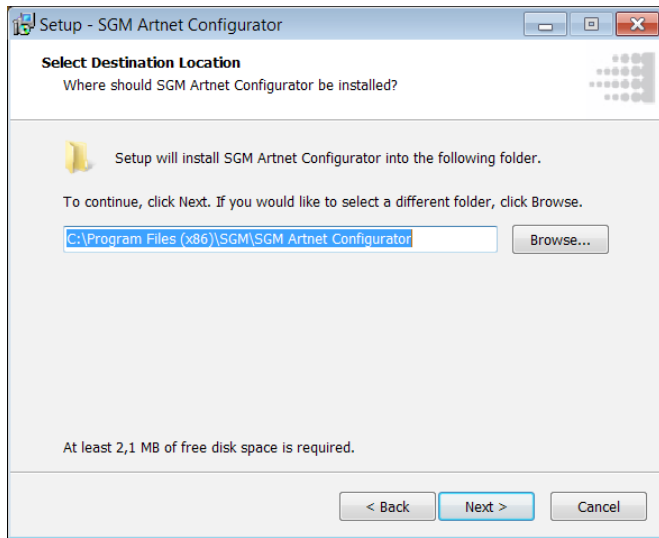 Setup - SGM Artnet Configurator
Select Destination Location
Where should SGM Artnet Configurator be installed?
Setup will install SGM Artnet Configurator into the following folder.
To continue, click Next. If you would like to select a different folder, click Browse.
C:\Program Files (x86)\SGM\SGM Artnet Configurator
Browse...
At least 2,1 MB of free disk space is required.
< Back
Next >
Cancel